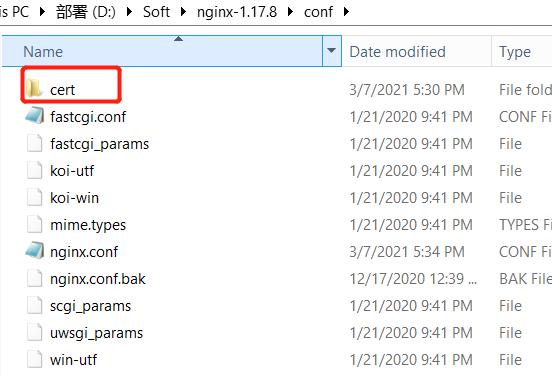 is PC ▸ 部署 (D:) ▸ Soft ▸ nginx-1.17.8 ▸ conf ▸
Name Date modified Type
cert 3/7/2021 5:30 PM File fold
fastcgi.conf 1/21/2020 9:41 PM CONF Fi
fastcgi_params 1/21/2020 9:41 PM File
koi-utf 1/21/2020 9:41 PM File
koi-win 1/21/2020 9:41 PM File
mime.types 1/21/2020 9:41 PM TYPES Fi
nginx.conf 3/7/2021 5:34 PM CONF Fi
nginx.conf.bak 12/17/2020 12:39 ... BAK File
scgi_params 1/21/2020 9:41 PM File
uwsgi_params 1/21/2020 9:41 PM File
win-utf 1/21/2020 9:41 PM File